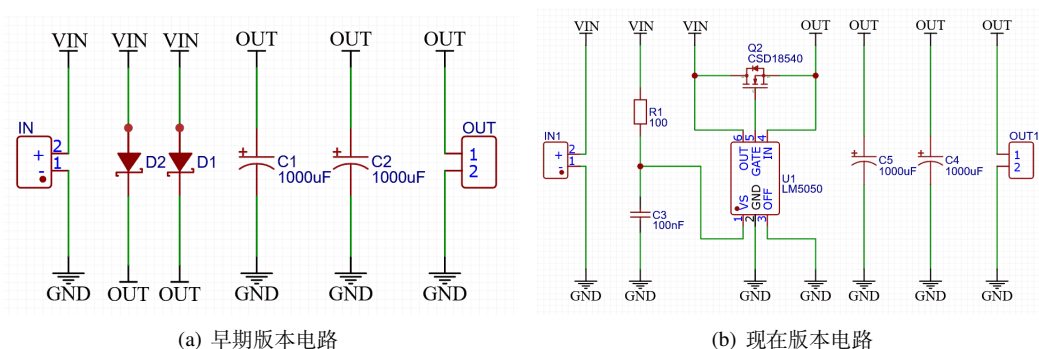 VIN VIN VIN OUT OUT OUT
IN
+ 2
- 1
D2 D1
+ C1
1000uF
+ C2
1000uF
OUT
1
2
GND OUT OUT GND GND GND
(a) 早期版本电路
VIN VIN VIN OUT OUT OUT OUT
Q2
CSD18540
R1
100
IN1
+ 2
- 1
6 5 4
OUT GATE IN
U1
LM5050
VS GND OFF
1 2 3
C3
100nF
+ C5
1000uF
+ C4
1000uF
OUT1
1
2
GND GND GND GND GND GND GND
(b) 现在版本电路